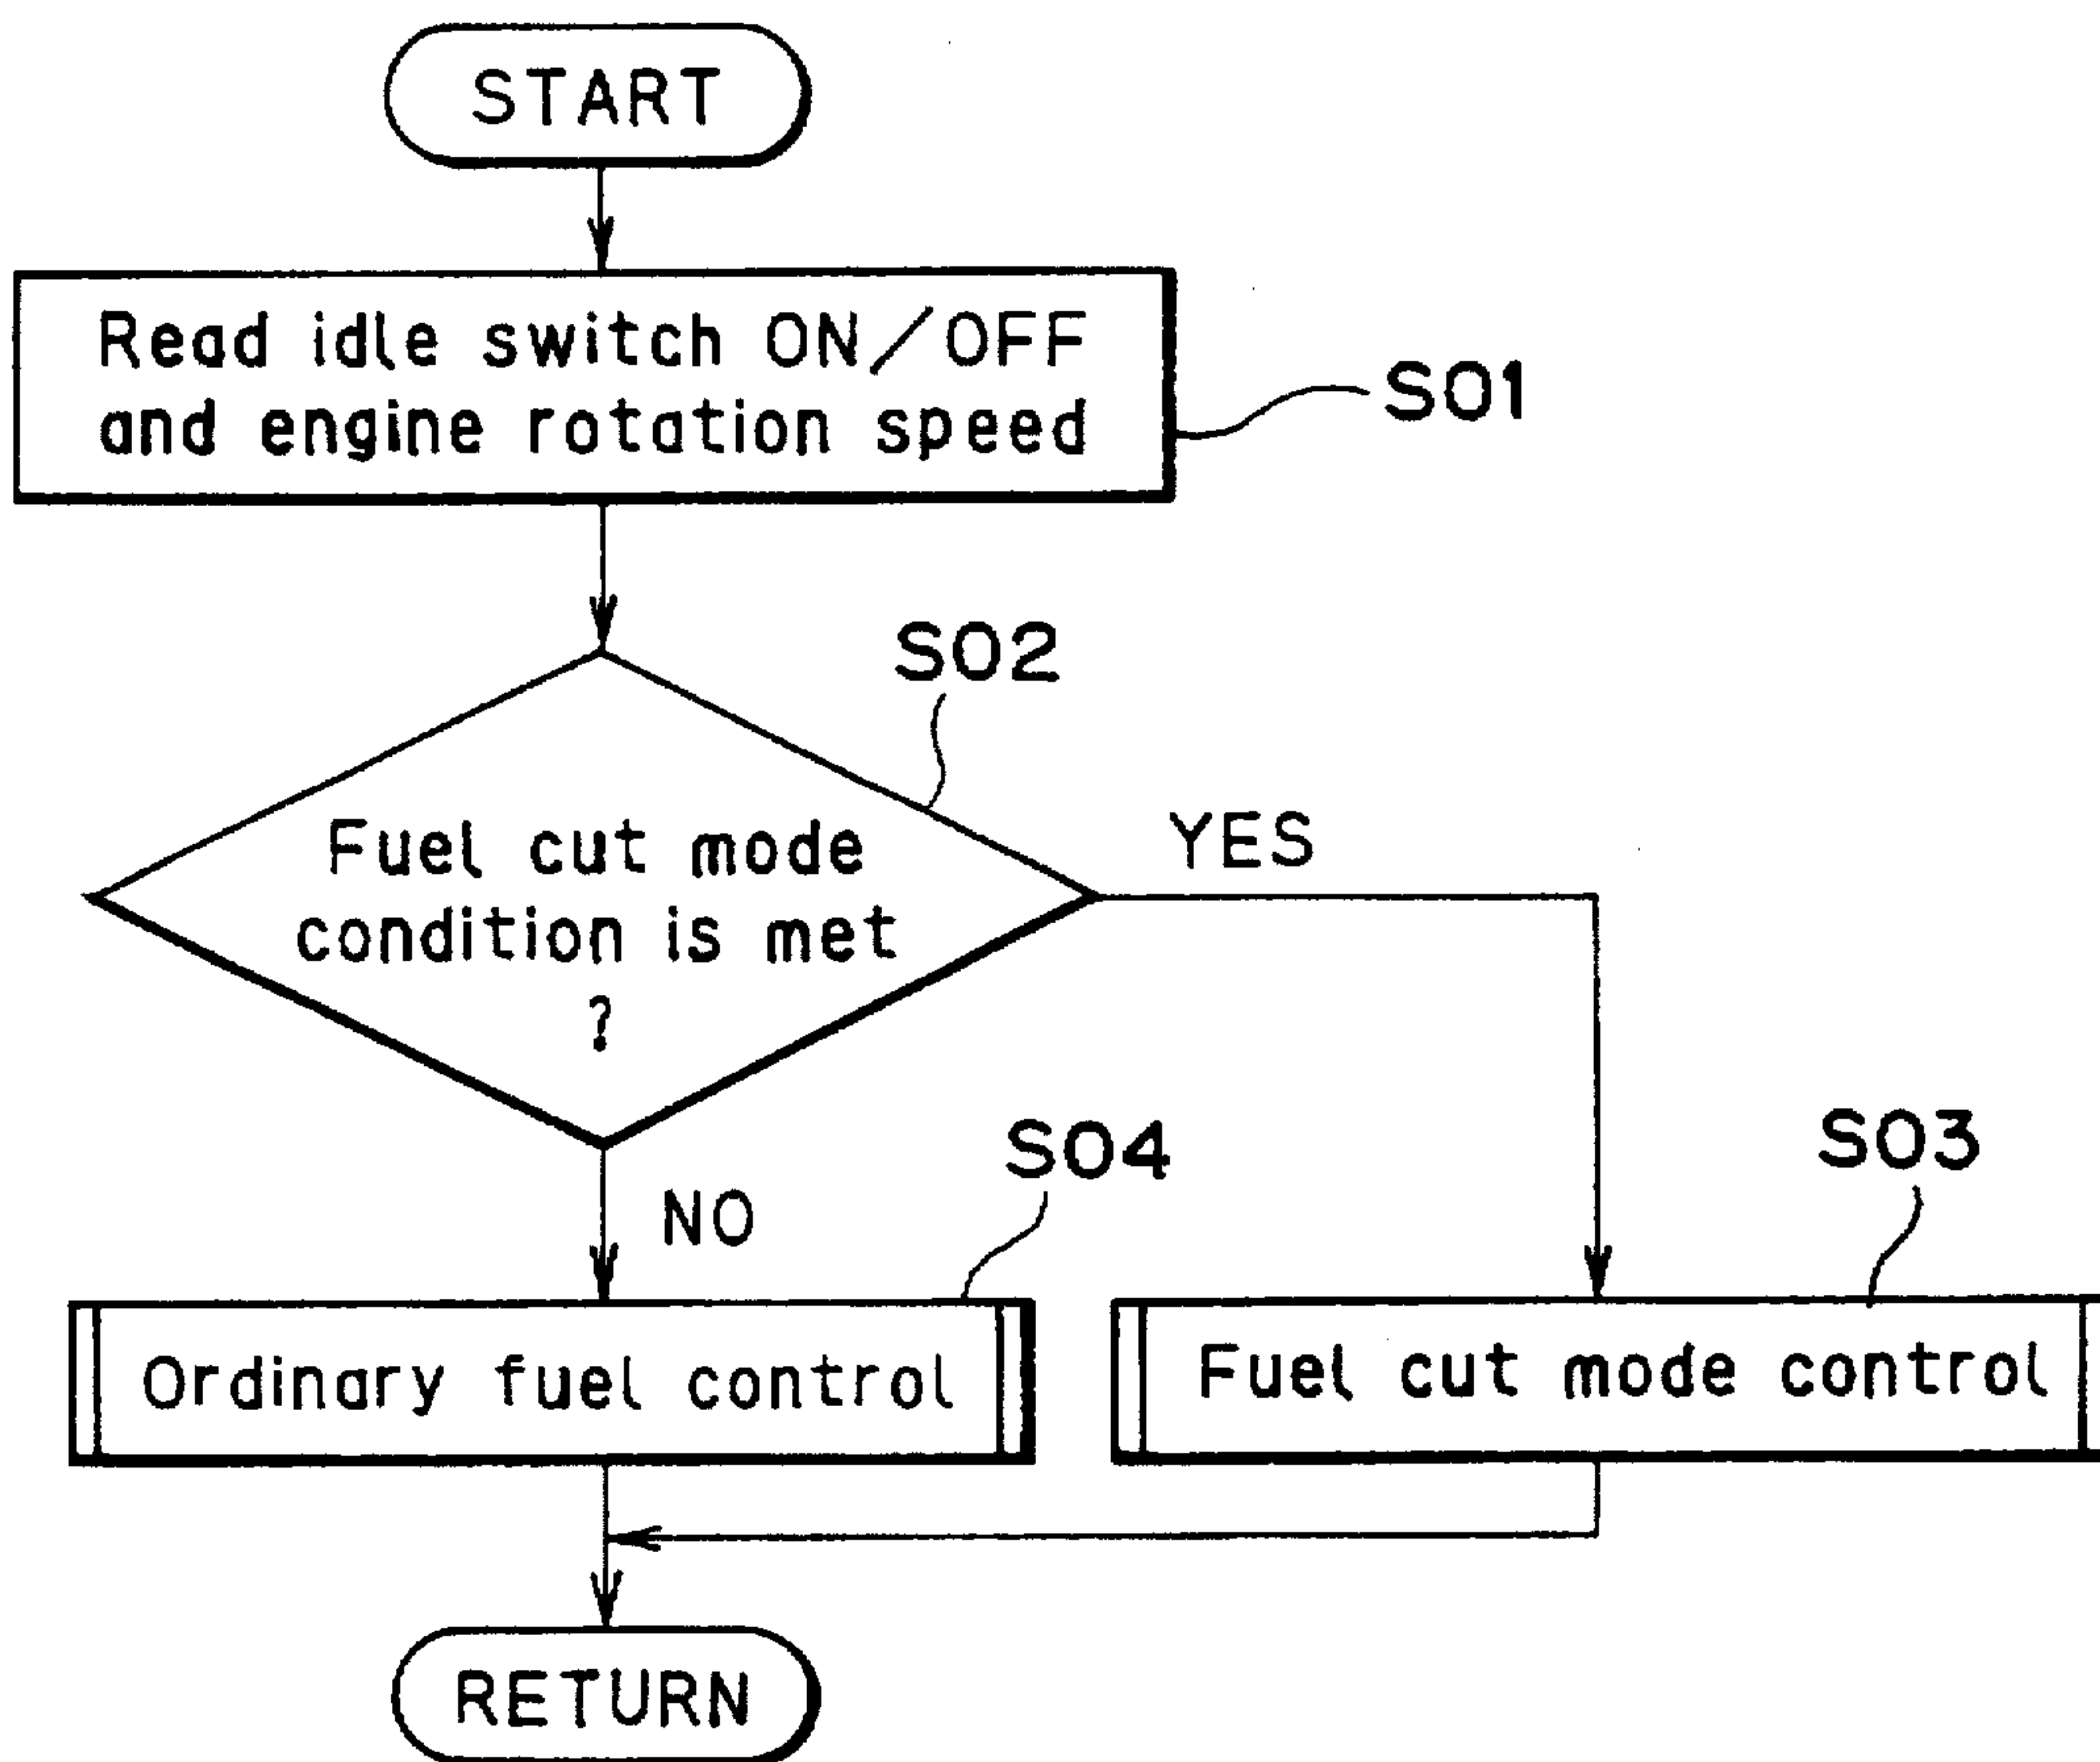 START
Read idle switch ON/OFF
and engine rotation speed
S01
S02
Fuel cut mode
condition is met
?
YES
NO
S04
S03
Ordinary fuel control
Fuel cut mode control
RETURN